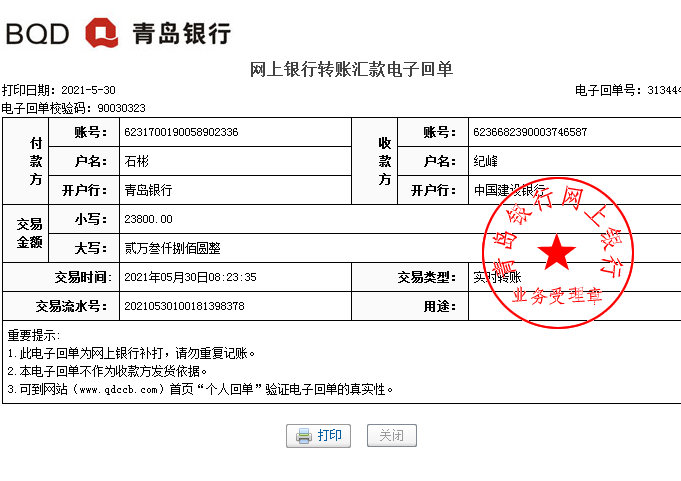 BQD 青岛银行
网上银行转账汇款电子回单
打印日期: 2021-5-30 电子回单号: 313444
电子回单校验码: 90030323
付款方 账号: 6231700190058902336 收款方 账号: 6236682390003746587
户名: 石彬 户名: 纪峰
开户行: 青岛银行 开户行: 中国建设银行
交易金额 小写: 23800.00
大写: 贰万叁仟捌佰圆整
交易时间: 2021年05月30日08:23:35 交易类型: 实时转账
交易流水号: 20210530100181398378 用途:
青岛银行网上银行
业务受理章
重要提示:
1.此电子回单为网上银行补打,请勿重复记账。
2.本电子回单不作为收款方发货依据。
3.可到网站(www.qdccb.com)首页“个人回单”验证电子回单的真实性。
打印 关闭